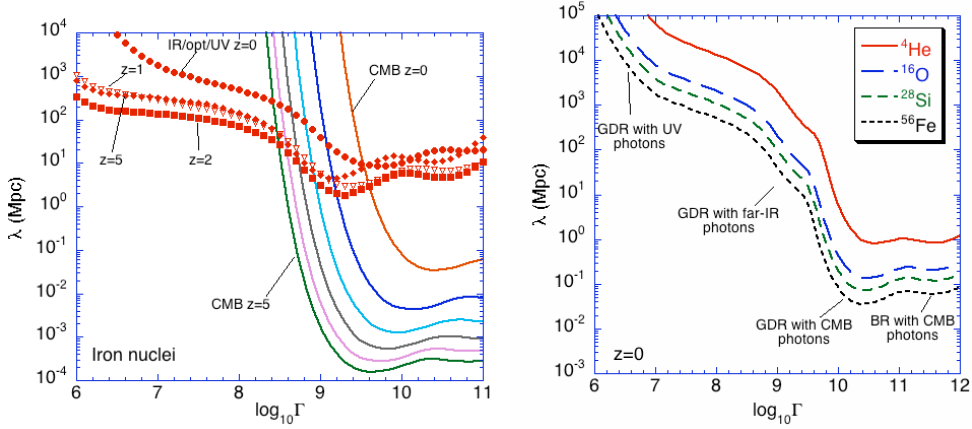 10⁴
10³
10²
10¹
10⁰
10⁻¹
10⁻²
10⁻³
10⁻⁴
λ (Mpc)
IR/opt/UV z=0
z=1
CMB z=0
z=5
z=2
CMB z=5
Iron nuclei
6 7 8 9 10 11
log₁₀Γ
10⁵
10⁴
10³
10²
10¹
10⁰
10⁻¹
10⁻²
10⁻³
λ (Mpc)
⁴He
¹⁶O
²⁸Si
⁵⁶Fe
GDR with UV
photons
GDR with far-IR
photons
GDR with CMB
photons
BR with CMB
photons
z=0
6 7 8 9 10 11 12
log₁₀Γ